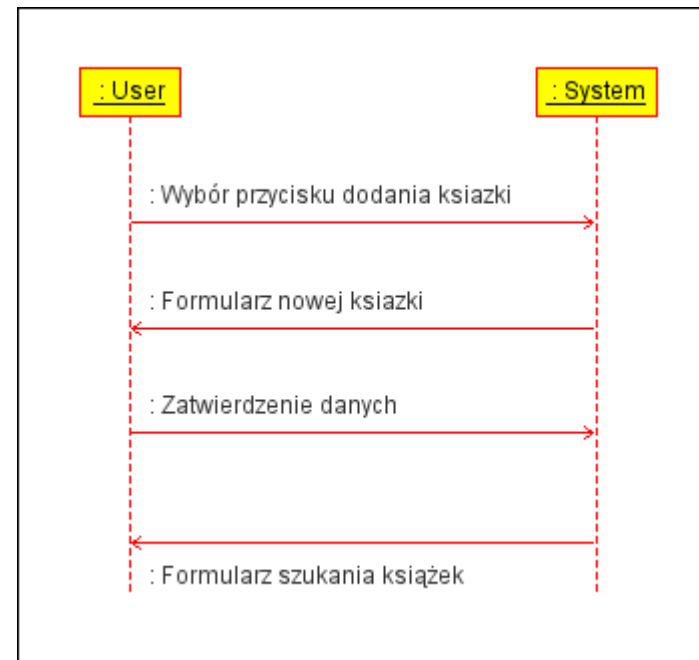 : User
: System
: Wybór przycisku dodania ksiazki
: Formularz nowej ksiazki
: Zatwierdzenie danych
: Formularz szukania książek